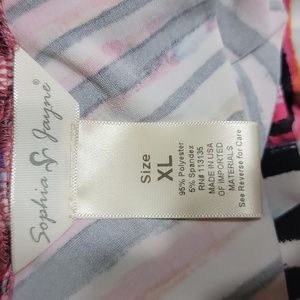 Sophia Jayne®
Size
XL
95% Polyester
5% Spandex
RN# 113135
MADE IN USA
OF IMPORTED
MATERIALS
See Reverse for Care